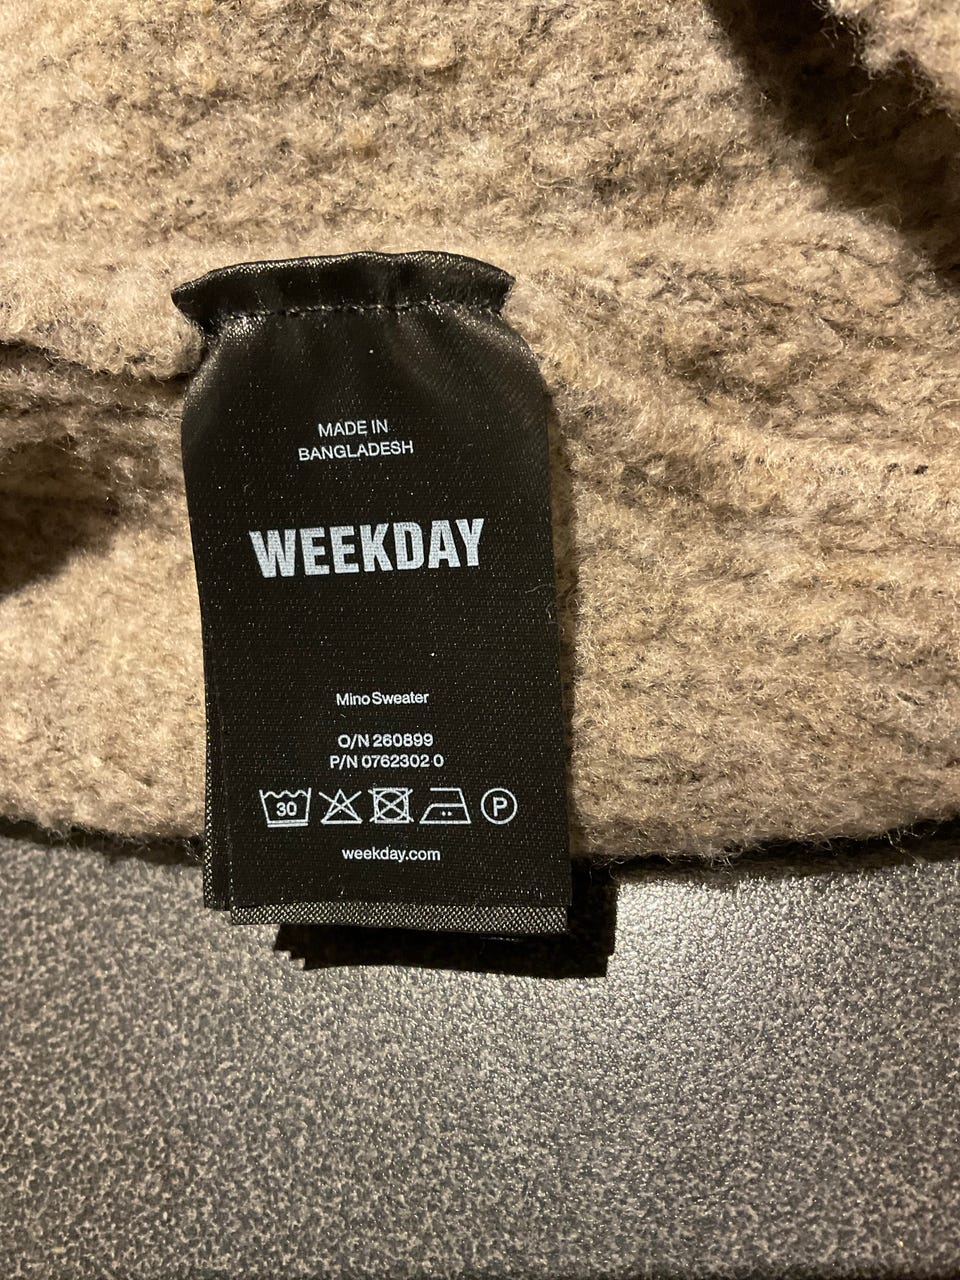 MADE IN
BANGLADESH
WEEKDAY
Mino Sweater
O/N 260899
P/N 0762302 0
30 P
weekday.com